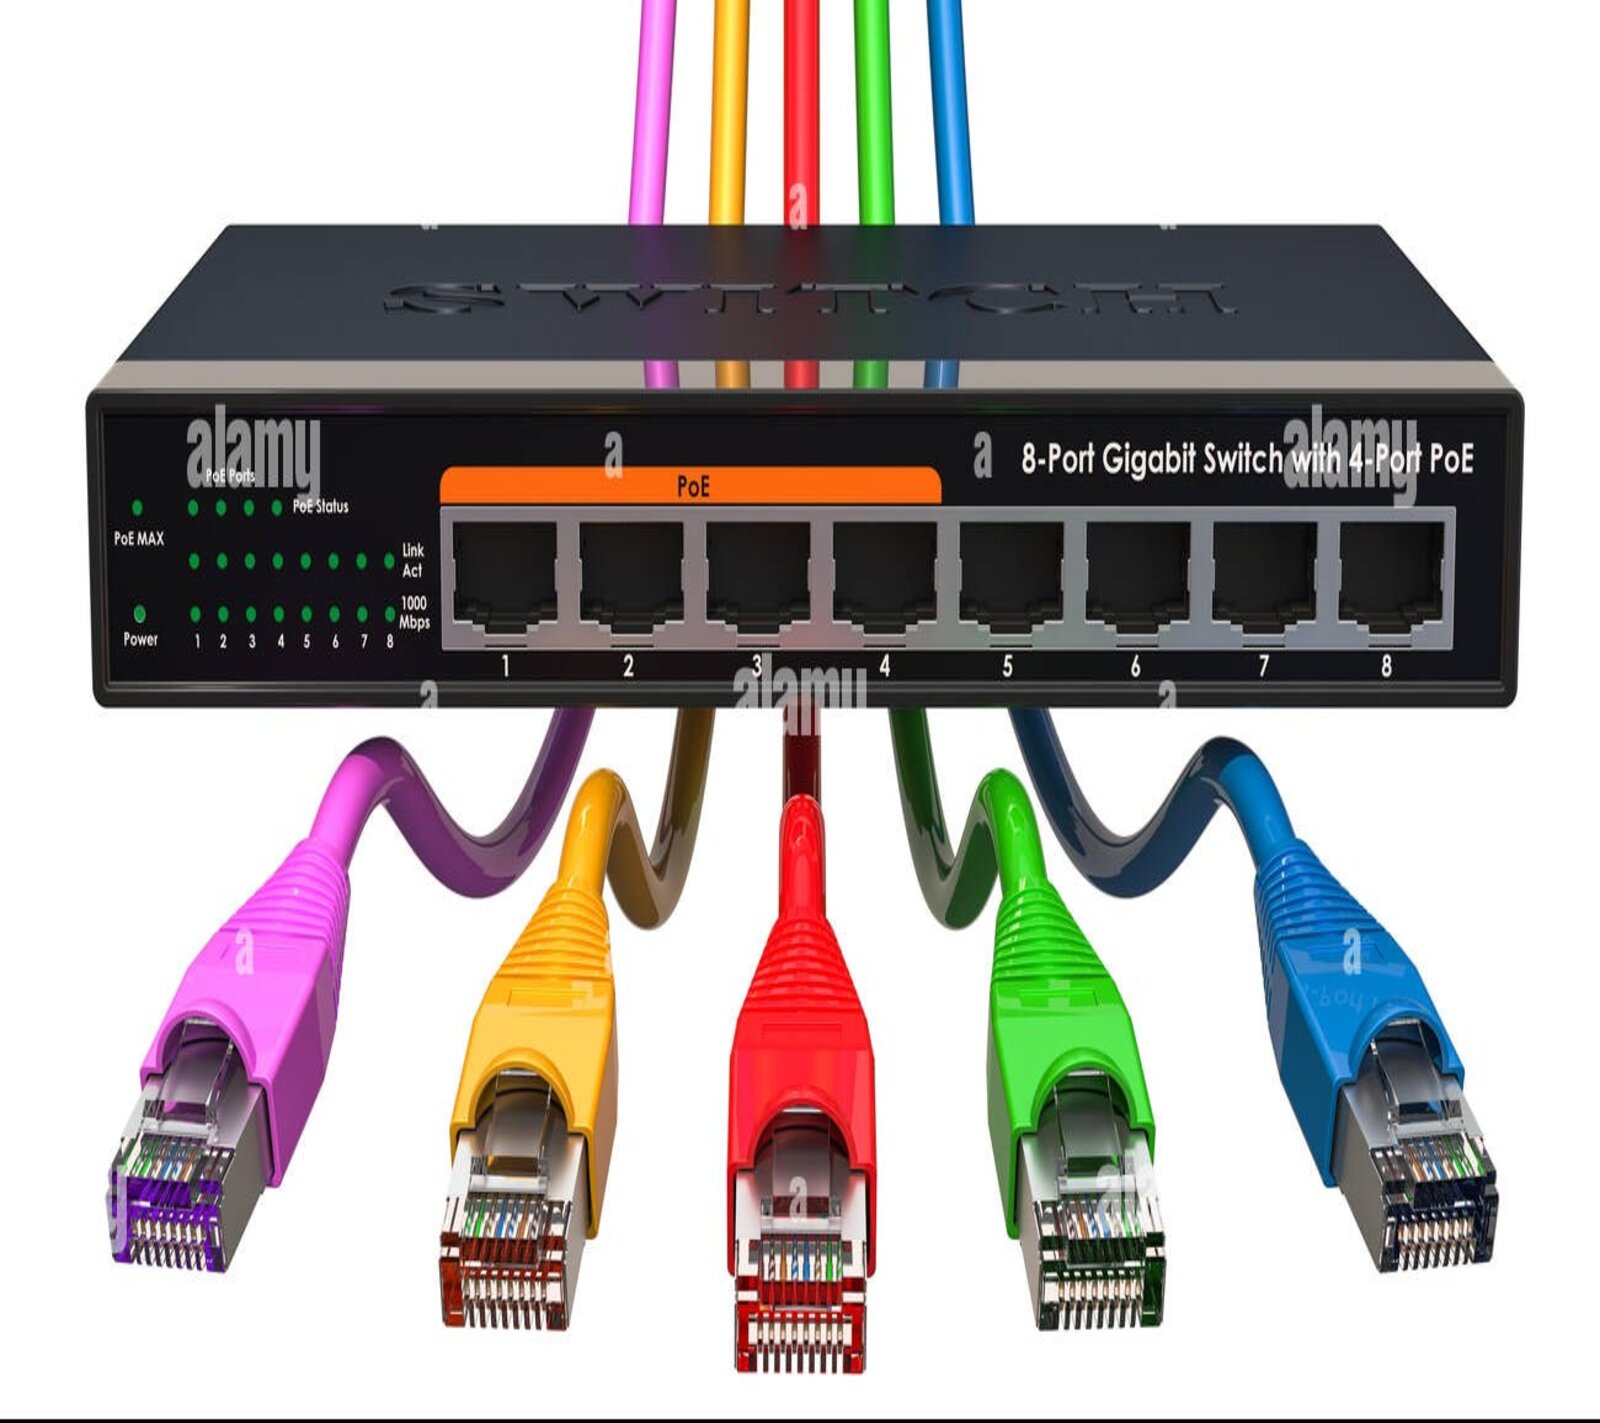 SWITCH
alamy
a
a
alamy
8-Port Gigabit Switch with 4-Port PoE
PoE Ports
PoE Status
PoE
PoE MAX
Link
Act
1000
Mbps
Power
1 2 3 4 5 6 7 8
1 2 3 4 5 6 7 8
alamy
a
a
a
a
a
a